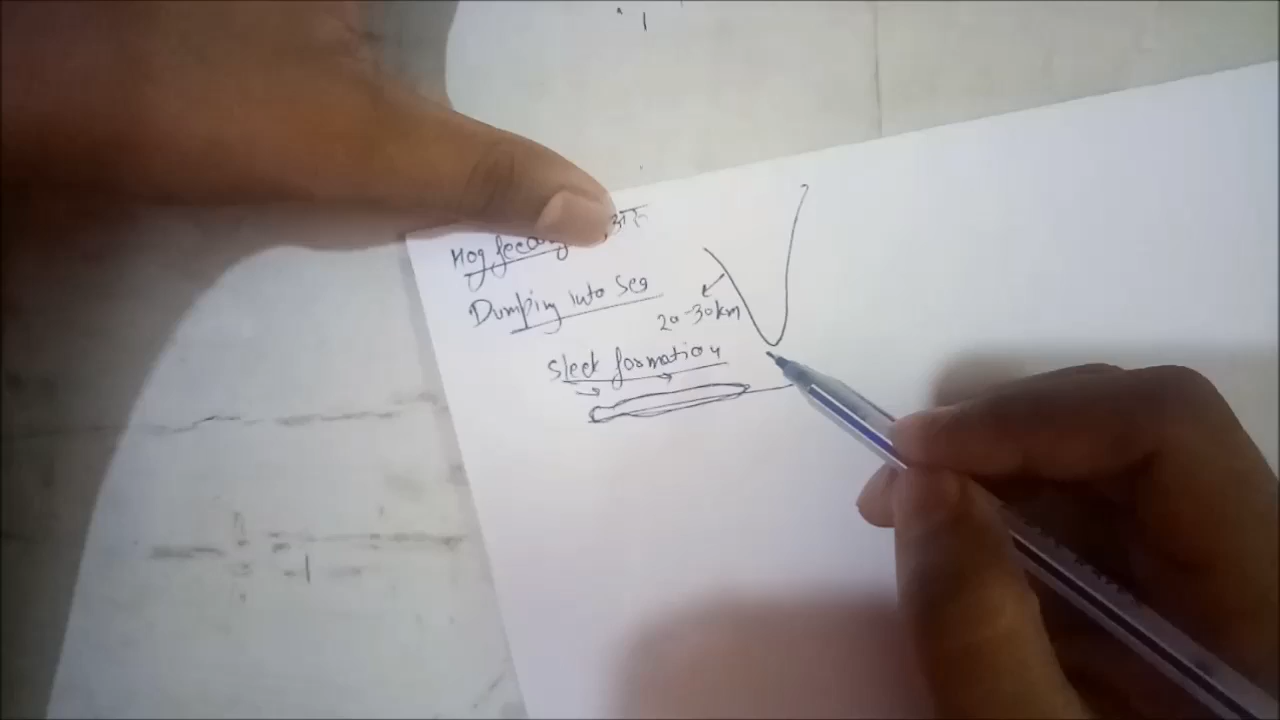 Hog feeding
Dumping into Sea
20-30km
Sleek formation